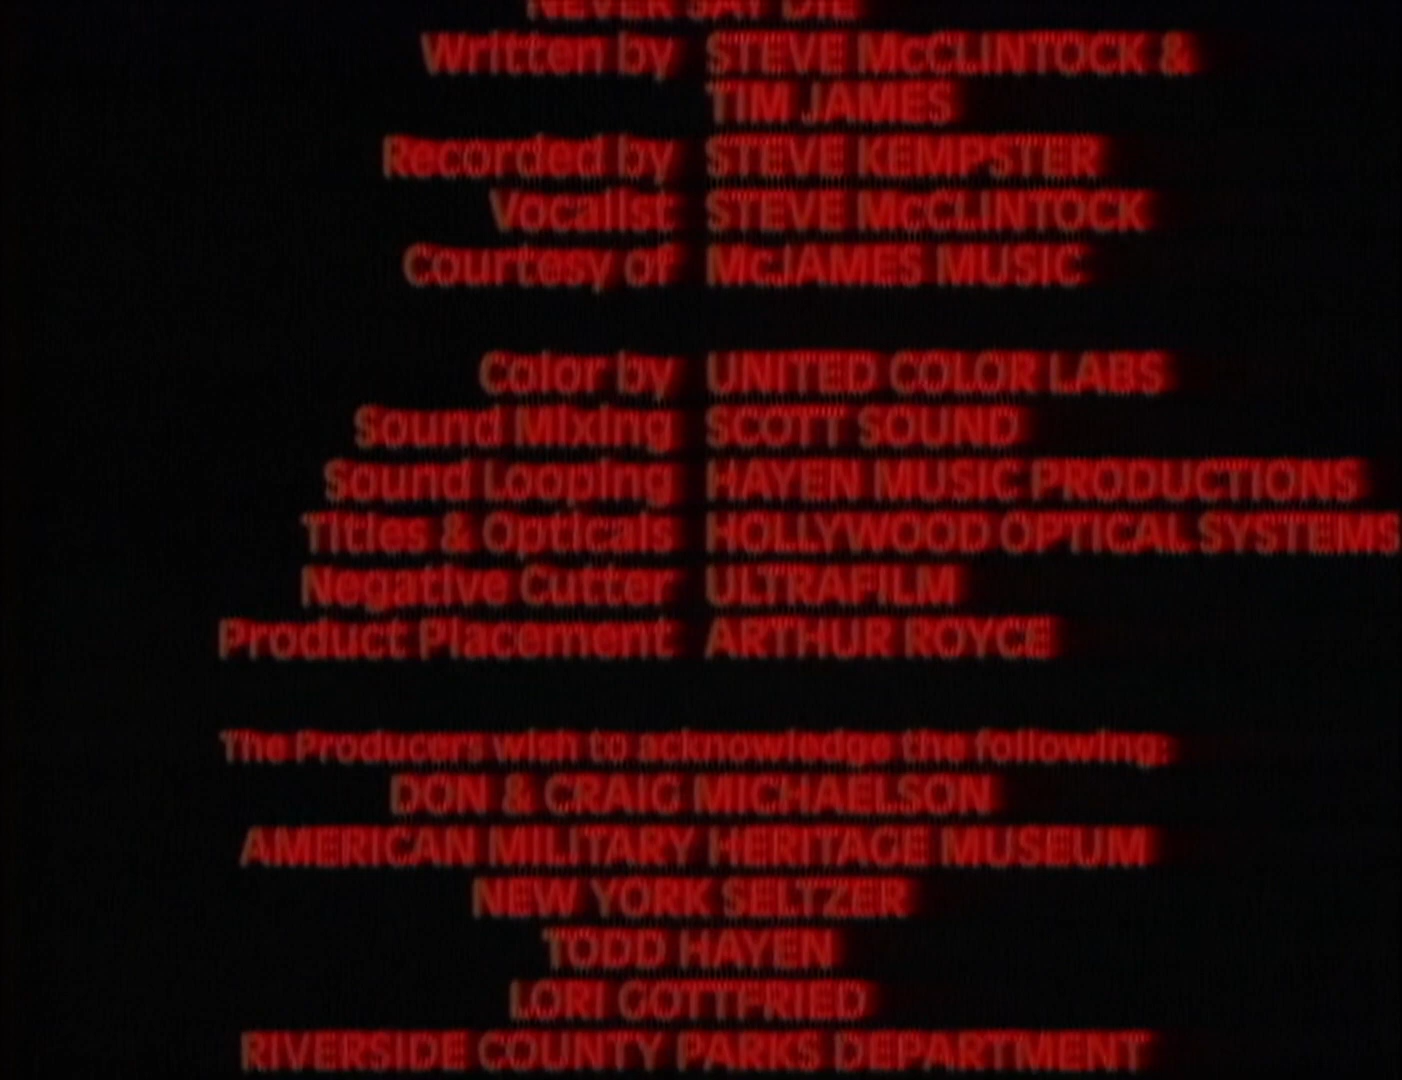 NEVER SAY DIE
Written by STEVE McCLINTOCK &
TIM JAMES
Recorded by STEVE KEMPSTER
Vocalist STEVE McCLINTOCK
Courtesy of McJAMES MUSIC
Color by UNITED COLOR LABS
Sound Mixing SCOTT SOUND
Sound Looping HAYEN MUSIC PRODUCTIONS
Titles & Opticals HOLLYWOOD OPTICAL SYSTEMS
Negative Cutter ULTRAFILM
Product Placement ARTHUR ROYCE
The Producers wish to acknowledge the following:
DON & CRAIG MICHAELSON
AMERICAN MILITARY HERITAGE MUSEUM
NEW YORK SELTZER
TODD HAYEN
LORI GOTTFRIED
RIVERSIDE COUNTY PARKS DEPARTMENT